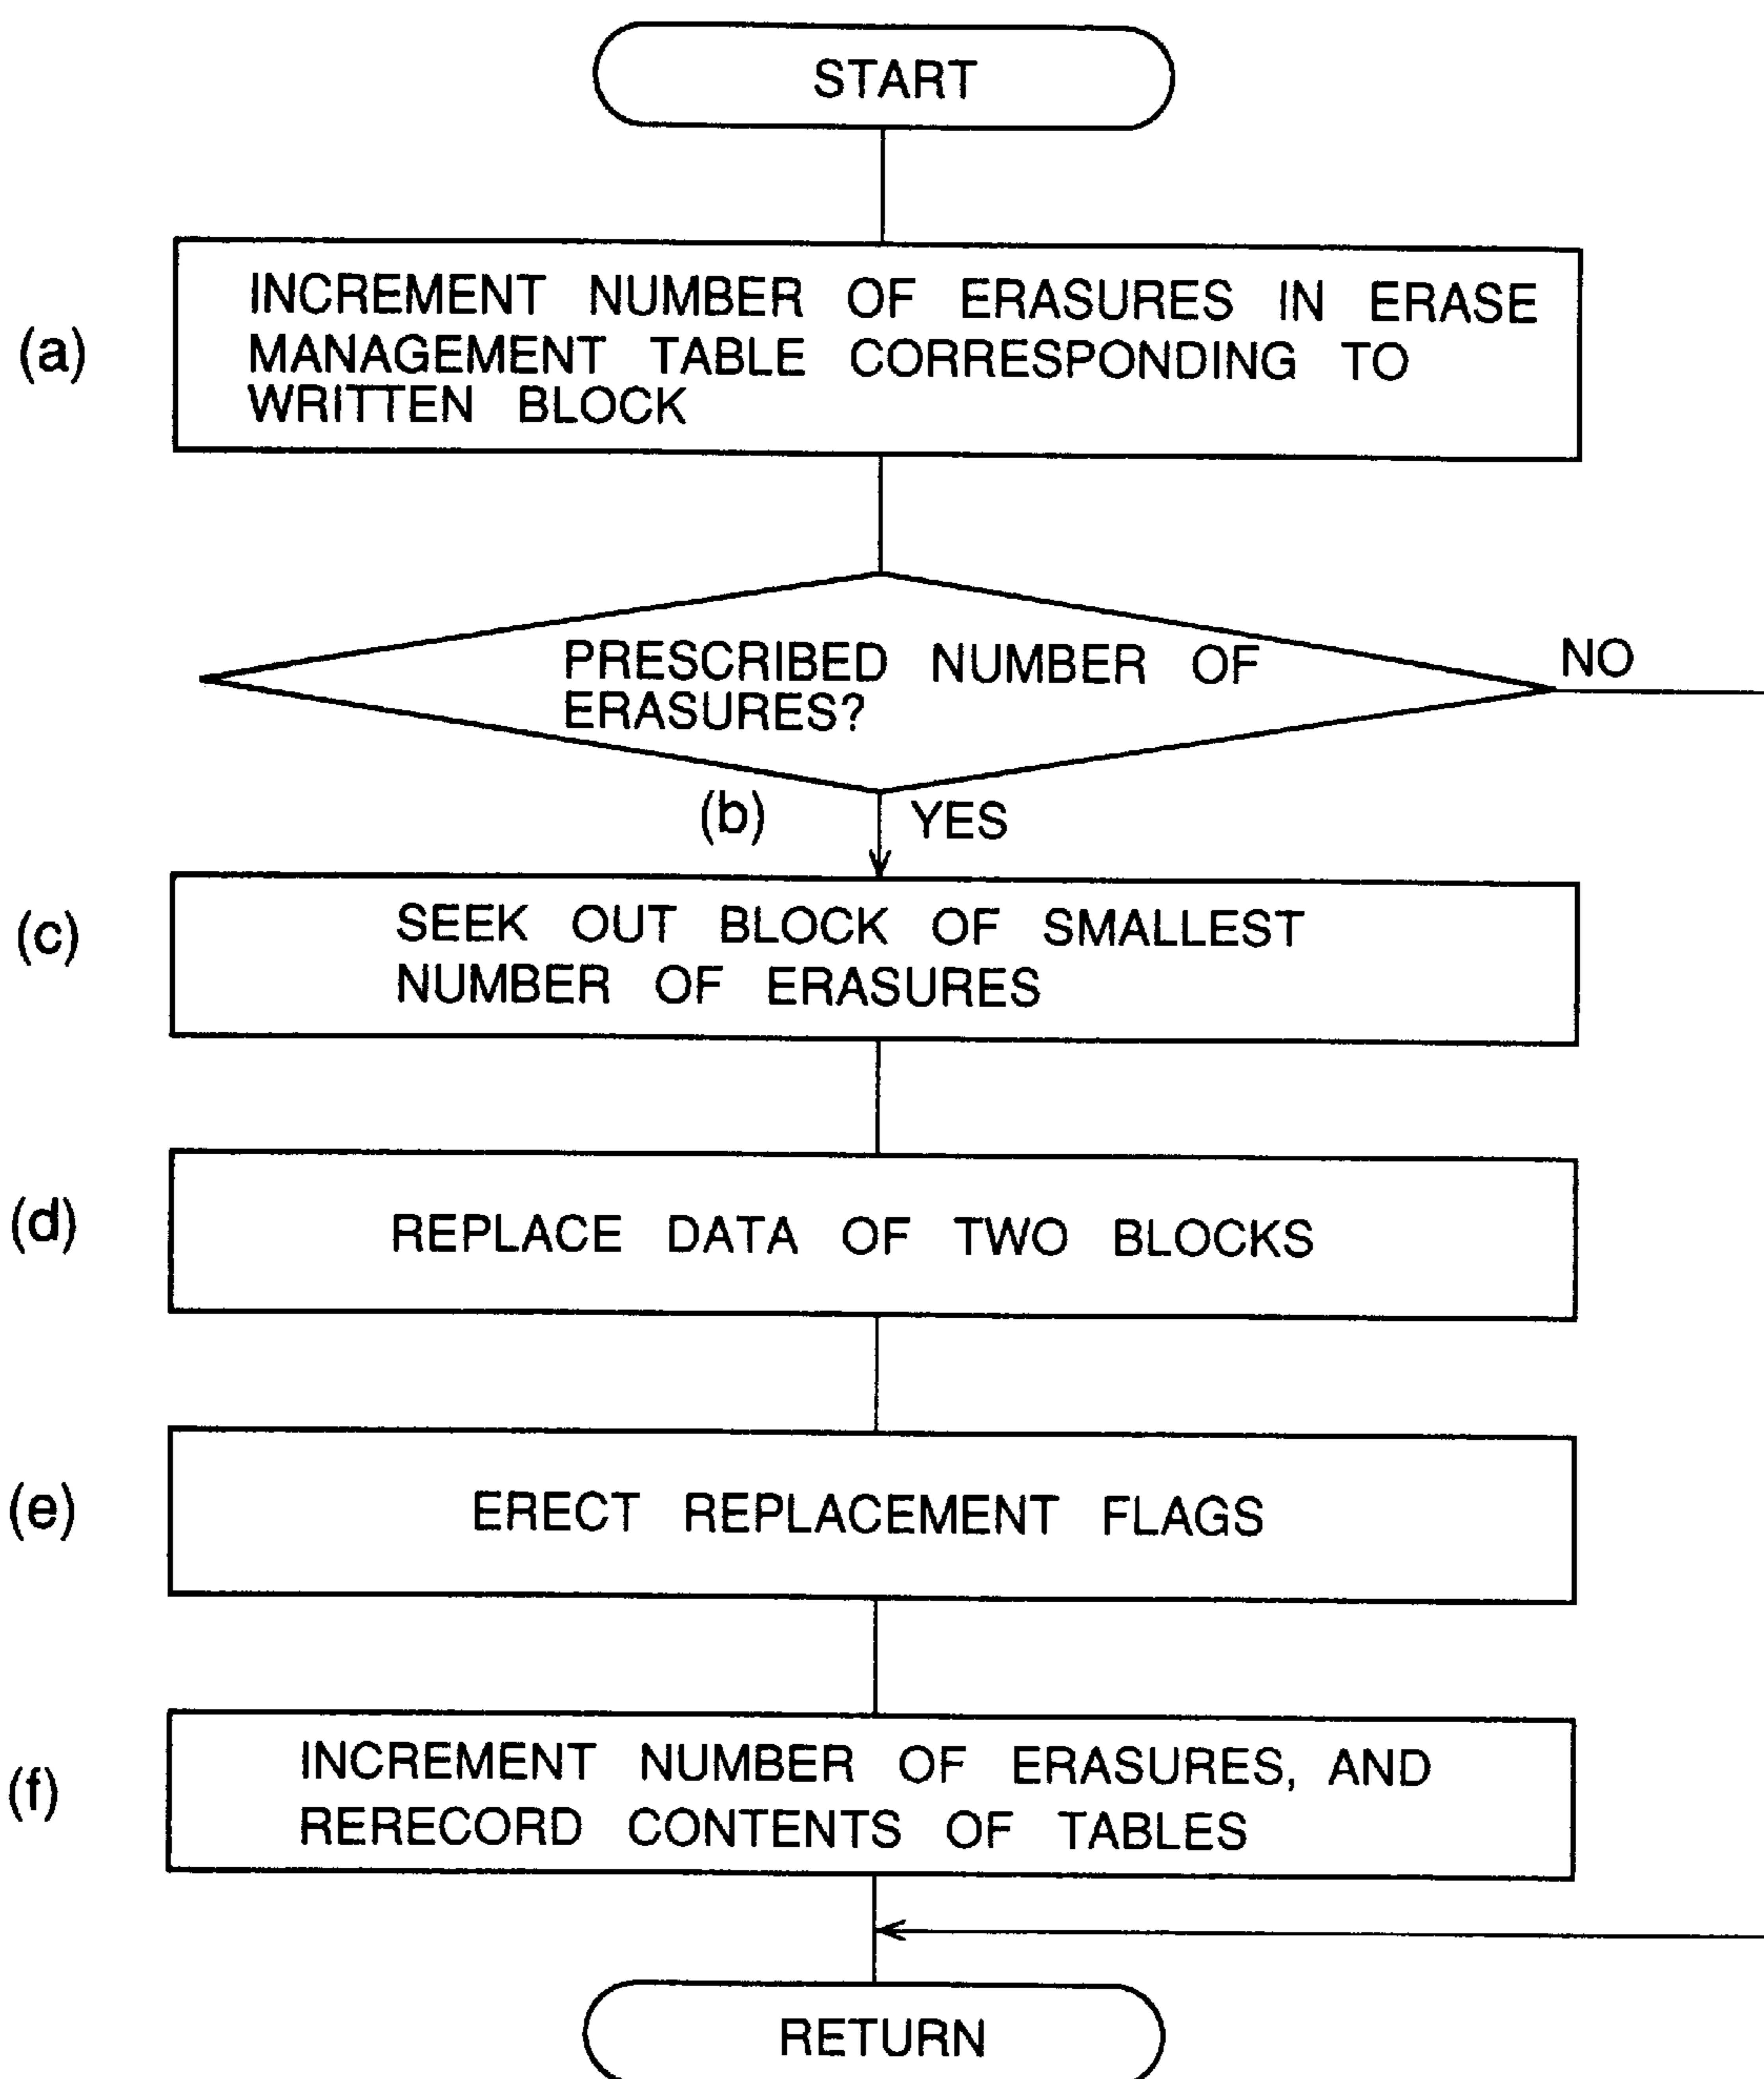 START
(a)
INCREMENT NUMBER OF ERASURES IN ERASE
MANAGEMENT TABLE CORRESPONDING TO
WRITTEN BLOCK
PRESCRIBED NUMBER OF
ERASURES?
NO
(b)
YES
(c)
SEEK OUT BLOCK OF SMALLEST
NUMBER OF ERASURES
(d)
REPLACE DATA OF TWO BLOCKS
(e)
ERECT REPLACEMENT FLAGS
(f)
INCREMENT NUMBER OF ERASURES, AND
RERECORD CONTENTS OF TABLES
RETURN